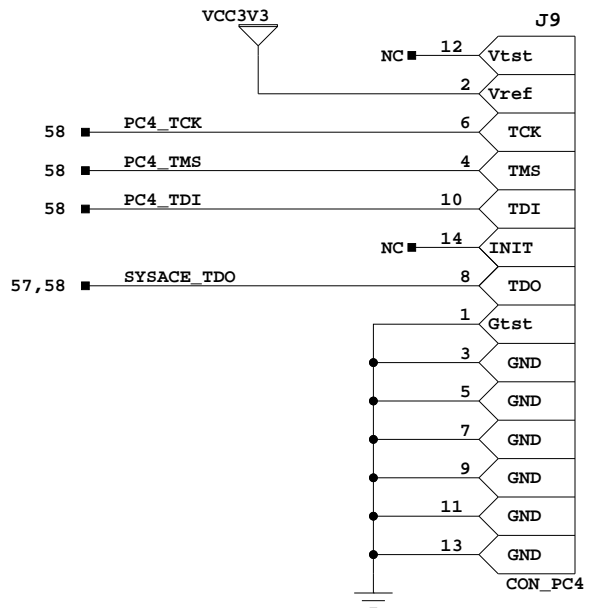 VCC3V3
J9
NC 12 Vtst
2 Vref
58 PC4_TCK 6 TCK
58 PC4_TMS 4 TMS
58 PC4_TDI 10 TDI
NC 14 INIT
57,58 SYSACE_TDO 8 TDO
1 Gtst
3 GND
5 GND
7 GND
9 GND
11 GND
13 GND
CON_PC4